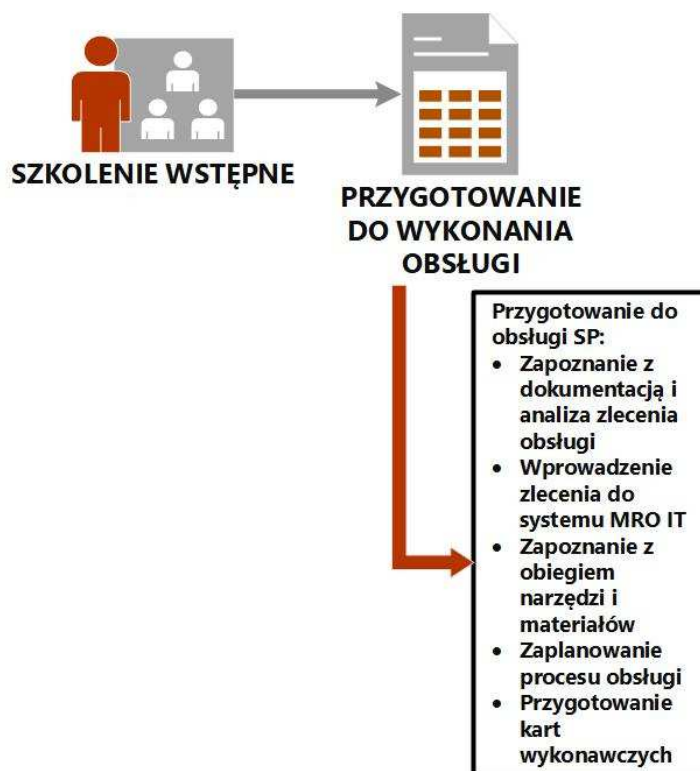 SZKOLENIE WSTĘPNE
PRZYGOTOWANIE
DO WYKONANIA
OBSŁUGI
Przygotowanie do
obsługi SP:
• Zapoznanie z
dokumentacją i
analiza zlecenia
obsługi
• Wprowadzenie
zlecenia do
systemu MRO IT
• Zapoznanie z
obiegiem
narzędzi i
materiałów
• Zaplanowanie
procesu obsługi
• Przygotowanie
kart
wykonawczych